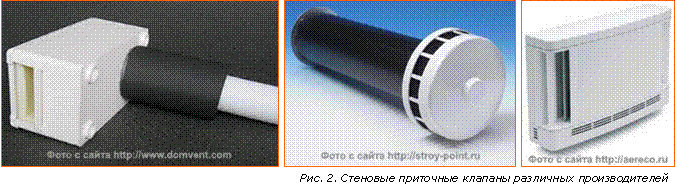 Фото с сайта http://www.domvent.com
Фото с сайта http://stroy-point.ru
Фото с сайта http://aereco.ru
Рис. 2. Стеновые приточные клапаны различных производителей